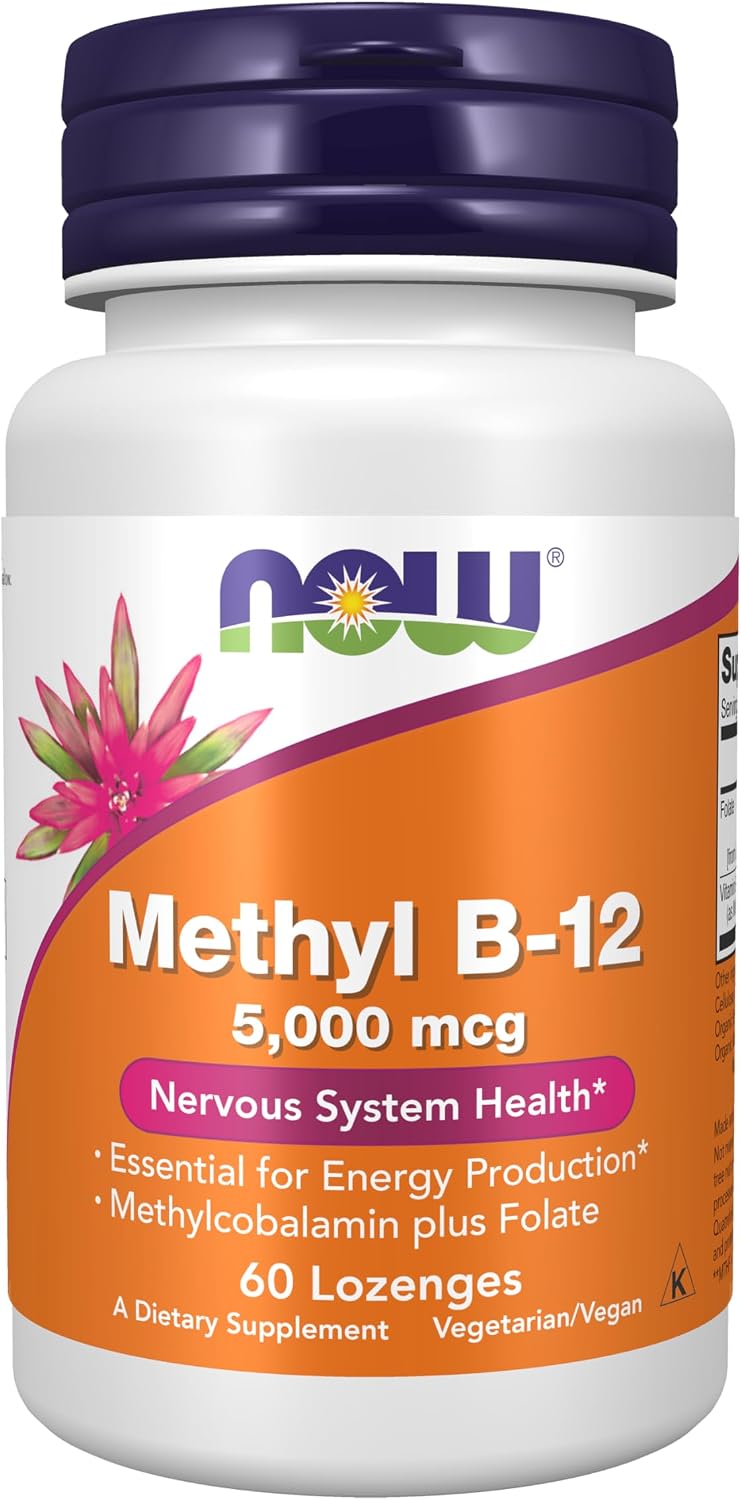 NOW®
Methyl B-12
5,000 mcg
Nervous System Health*
• Essential for Energy Production*
• Methylcobalamin plus Folate
60 Lozenges
A Dietary Supplement Vegetarian/Vegan
K
Folate